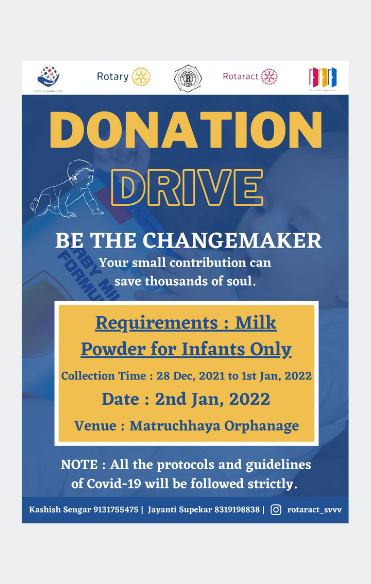 Rotary
Rotaract
DONATION
DRIVE
BE THE CHANGEMAKER
Your small contribution can
save thousands of soul.
Requirements : Milk
Powder for Infants Only
Collection Time : 28 Dec, 2021 to 1st Jan, 2022
Date : 2nd Jan, 2022
Venue : Matruchhaya Orphanage
NOTE : All the protocols and guidelines
of Covid-19 will be followed strictly.
Kashish Sengar 9131755475 | Jayanti Supekar 8319198838 | rotaract_svvv